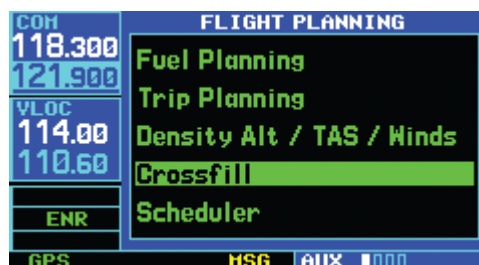 COM
118.300
121.900
VLOC
114.00
110.60
ENR
GPS
FLIGHT PLANNING
Fuel Planning
Trip Planning
Density Alt / TAS / Winds
Crossfill
Scheduler
MSG
AUX